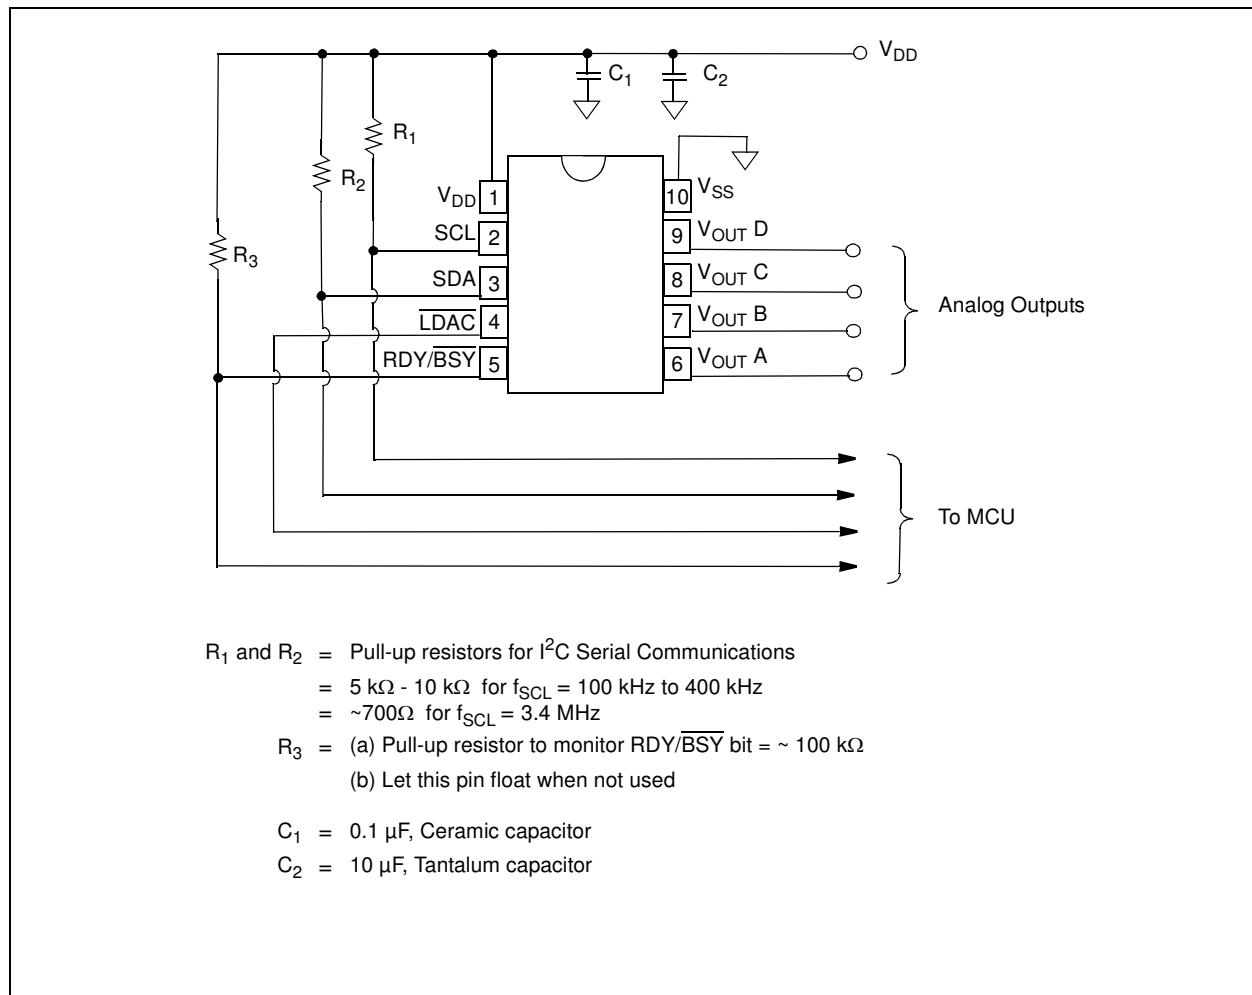 V_DD
C_1
C_2
R_1
R_2
R_3
V_DD 1
SCL 2
SDA 3
L̅D̅A̅C̅ 4
RDY/B̅S̅Y̅ 5
10 V_SS
9 V_OUT D
8 V_OUT C
7 V_OUT B
6 V_OUT A
Analog Outputs
To MCU
R_1 and R_2 = Pull-up resistors for I²C Serial Communications
= 5 kΩ - 10 kΩ for f_SCL = 100 kHz to 400 kHz
= ~700Ω for f_SCL = 3.4 MHz
R_3 = (a) Pull-up resistor to monitor RDY/B̅S̅Y̅ bit = ~ 100 kΩ
(b) Let this pin float when not used
C_1 = 0.1 µF, Ceramic capacitor
C_2 = 10 µF, Tantalum capacitor